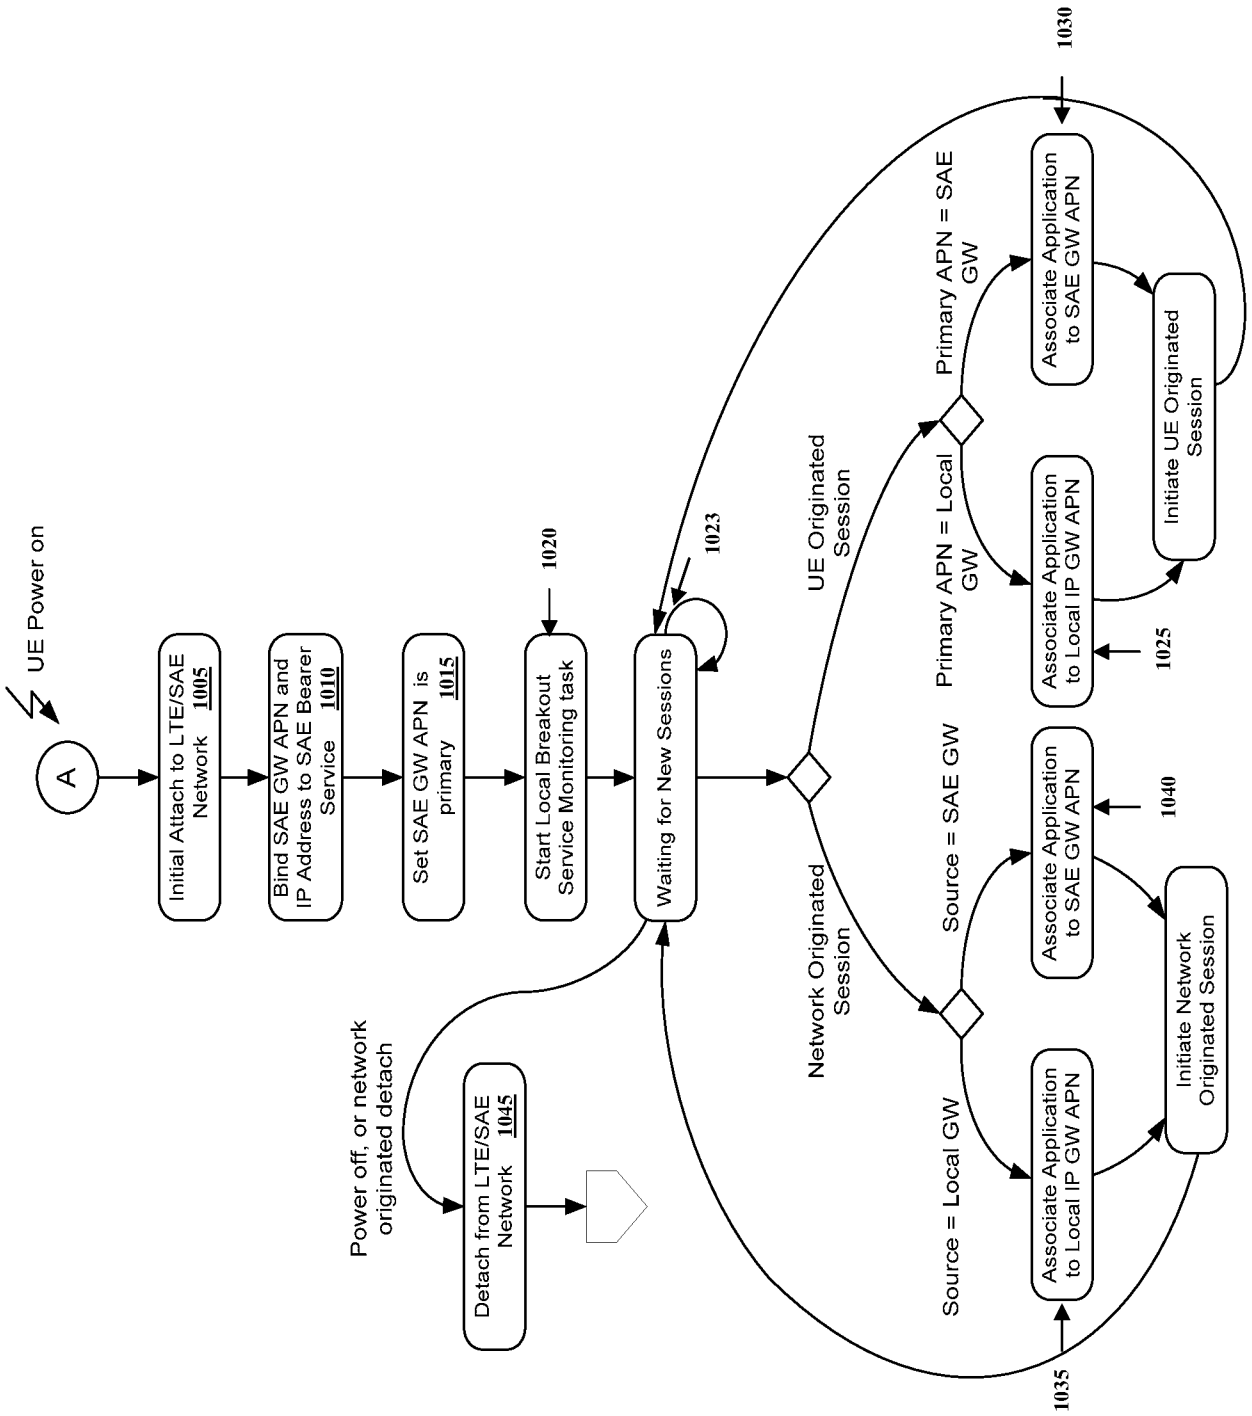 UE Power on
A
Initial Attach to LTE/SAE
Network 1005
Bind SAE GW APN and
IP Address to SAE Bearer
Service 1010
Set SAE GW APN is
primary 1015
Start Local Breakout
Service Monitoring task
1020
Waiting for New Sessions
1023
Power off, or network
originated detach
Detach from LTE/SAE
Network 1045
Network Originated
Session
UE Originated
Session
Source = Local GW
Source = SAE GW
Primary APN = Local
GW
Primary APN = SAE
GW
1035
Associate Application
to Local IP GW APN
Associate Application
to SAE GW APN
1040
Associate Application
to Local IP GW APN
1025
Associate Application
to SAE GW APN
1030
Initiate Network
Originated Session
Initiate UE Originated
Session